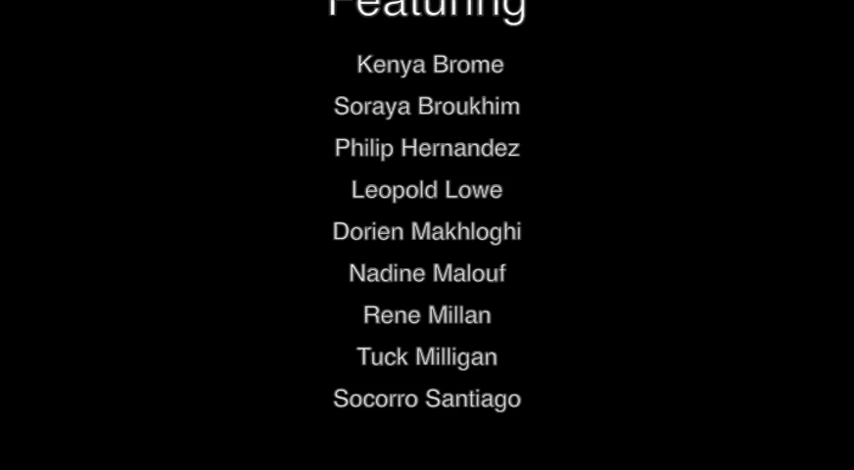 Featuring
Kenya Brome
Soraya Broukhim
Philip Hernandez
Leopold Lowe
Dorien Makhloghi
Nadine Malouf
Rene Millan
Tuck Milligan
Socorro Santiago